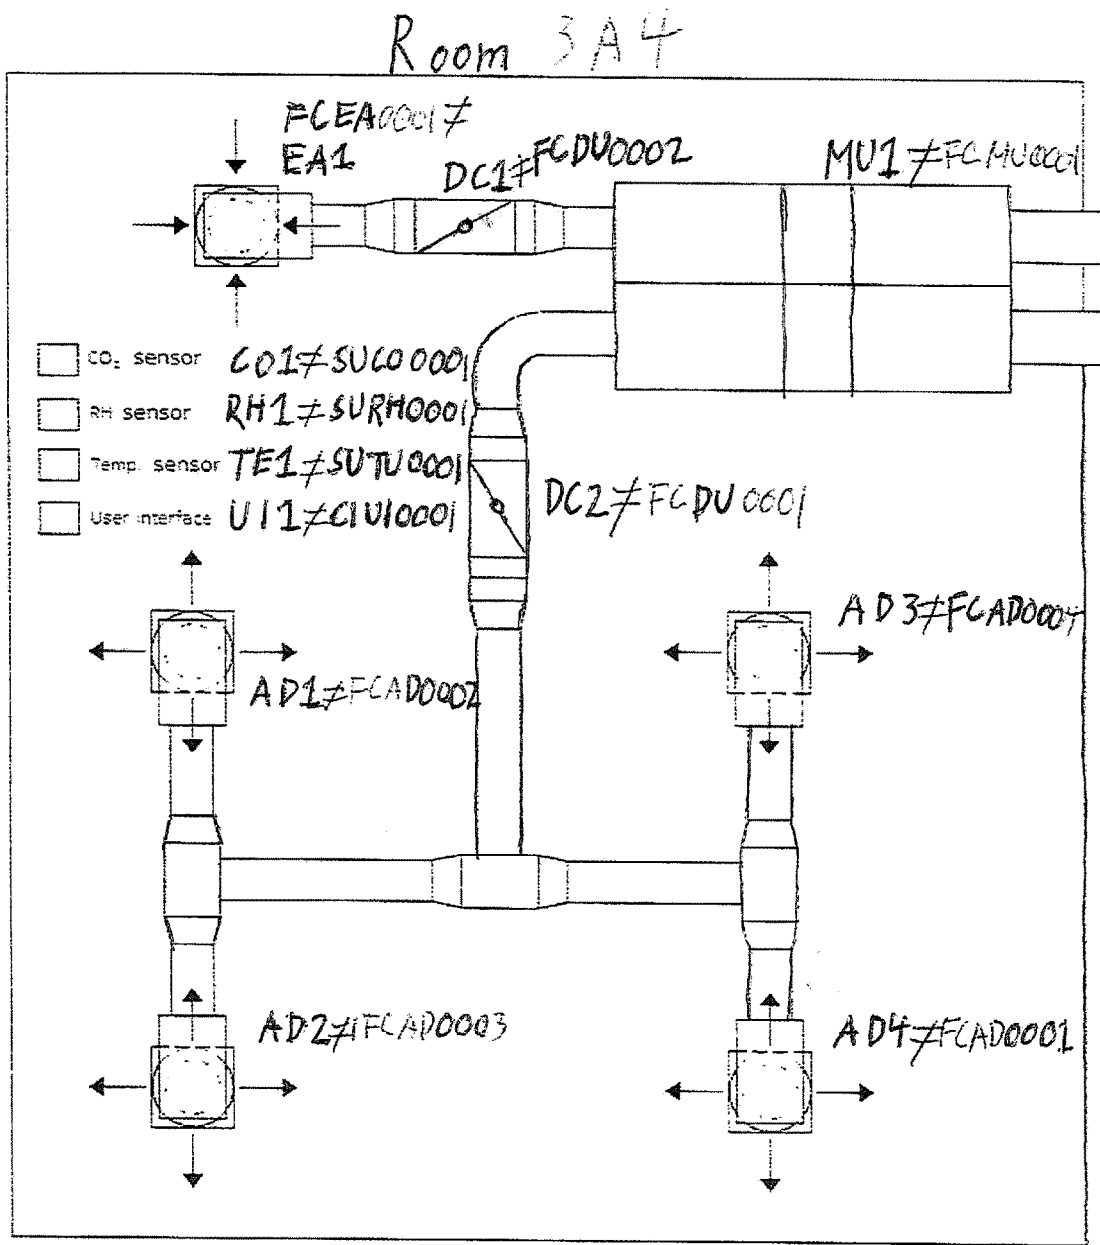 Room 3A4
FCEA0001≠
EA1
DC1≠FCDU0002
MU1≠FCMU0001
CO₂ sensor CO1≠SUCO0001
RH sensor RH1≠SURH0001
Temp. sensor TE1≠SUTU0001
User interface UI1≠CIUI0001
DC2≠FCDU0001
AD3≠FCAD0004
AD1≠FCAD0002
AD2≠FCAD0003
AD4≠FCAD0001